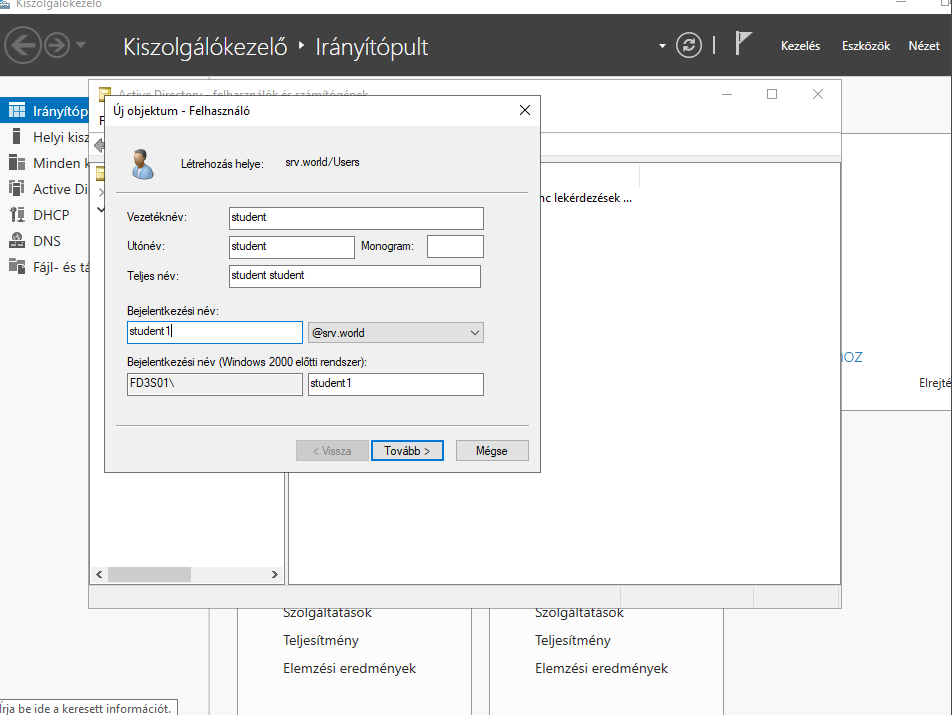 Kiszolgálókezelő
Kiszolgálókezelő ‣ Irányítópult
Kezelés Eszközök Nézet
Active Directory - felhasználók és számítógépek
Irányítóp
F
Helyi kisz
Minden k
Active Di
DHCP
DNS
Fájl- és tá
Új objektum - Felhasználó
Létrehozás helye: srv.world/Users
Vezetéknév: student
Utónév: student Monogram:
Teljes név: student student
Bejelentkezési név:
student1 @srv.world
Bejelentkezési név (Windows 2000 előtti rendszer):
FD3S01\ student1
< Vissza Tovább > Mégse
nc lekérdezések ...
HOZ
Elrejté
Szolgáltatások
Teljesítmény
Elemzési eredmények
Szolgáltatások
Teljesítmény
Elemzési eredmények
Írja be ide a keresett információt.